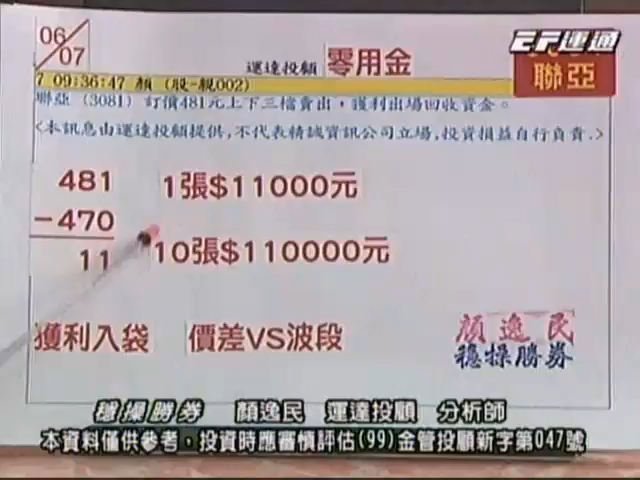 06/07
運達投顧 零用金
EF運通
聯亞
7 09:36:47 顏 (股-親002)
聯亞 (3081) 訂價481元上下三檔賣出，獲利出場回收資金。
<本訊息由運達投顧提供,不代表精誠資訊公司立場,投資損益自行負責.>
481 1張$11000元
-470
11 10張$110000元
獲利入袋 價差VS波段
顏逸民
穩操勝券
穩操勝券 顏逸民 運達投顧 分析師
本資料僅供參考，投資時應審慎評估(99)金管投顧新字第047號